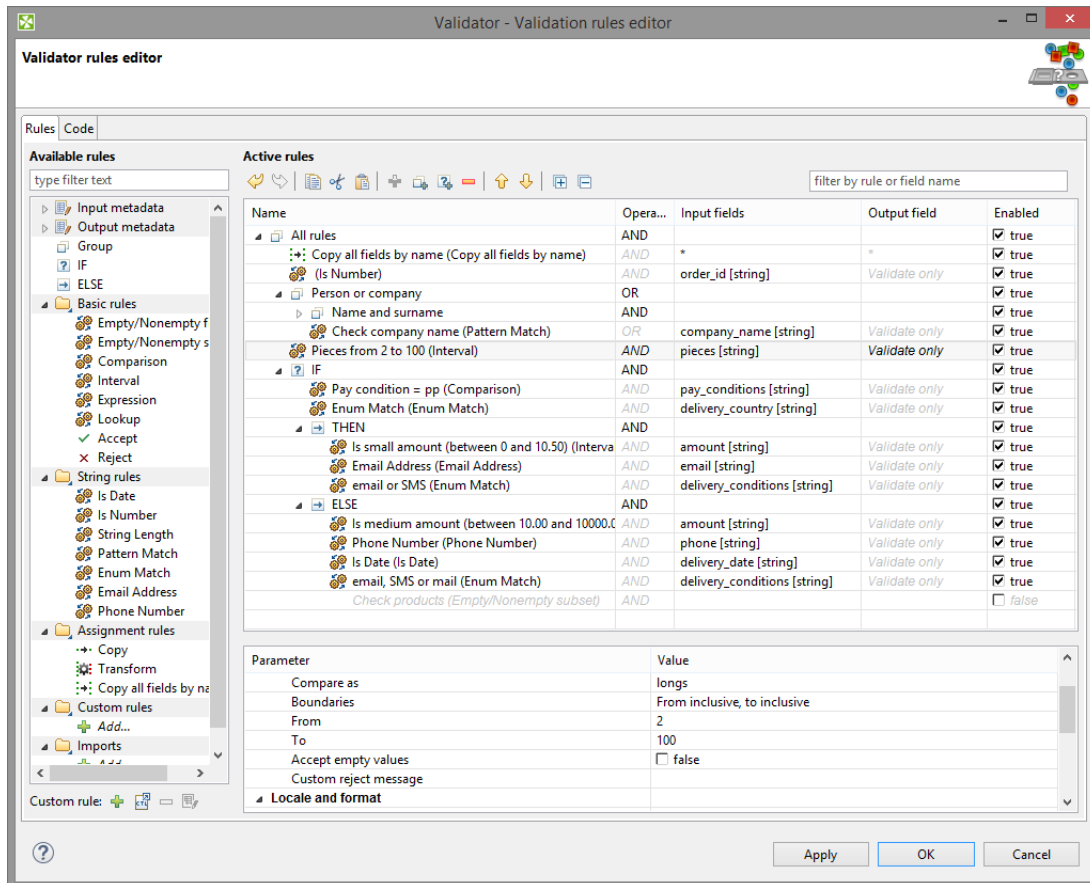 Validator - Validation rules editor
Validator rules editor
Rules Code
Available rules
type filter text
Input metadata
Output metadata
Group
IF
ELSE
Basic rules
Empty/Nonempty f
Empty/Nonempty s
Comparison
Interval
Expression
Lookup
Accept
Reject
String rules
Is Date
Is Number
String Length
Pattern Match
Enum Match
Email Address
Phone Number
Assignment rules
Copy
Transform
Copy all fields by na
Custom rules
Add...
Imports
Custom rule:
Active rules
filter by rule or field name
Name Opera... Input fields Output field Enabled
All rules AND true
Copy all fields by name (Copy all fields by name) AND * * true
(Is Number) AND order_id [string] Validate only true
Person or company OR true
Name and surname AND true
Check company name (Pattern Match) OR company_name [string] Validate only true
Pieces from 2 to 100 (Interval) AND pieces [string] Validate only true
IF AND true
Pay condition = pp (Comparison) AND pay_conditions [string] Validate only true
Enum Match (Enum Match) AND delivery_country [string] Validate only true
THEN AND true
Is small amount (between 0 and 10.50) (Interva AND amount [string] Validate only true
Email Address (Email Address) AND email [string] Validate only true
email or SMS (Enum Match) AND delivery_conditions [string] Validate only true
ELSE AND true
Is medium amount (between 10.00 and 10000.0 AND amount [string] Validate only true
Phone Number (Phone Number) AND phone [string] Validate only true
Is Date (Is Date) AND delivery_date [string] Validate only true
email, SMS or mail (Enum Match) AND delivery_conditions [string] Validate only true
Check products (Empty/Nonempty subset) AND false
Parameter Value
Compare as longs
Boundaries From inclusive, to inclusive
From 2
To 100
Accept empty values false
Custom reject message
Locale and format
? Apply OK Cancel